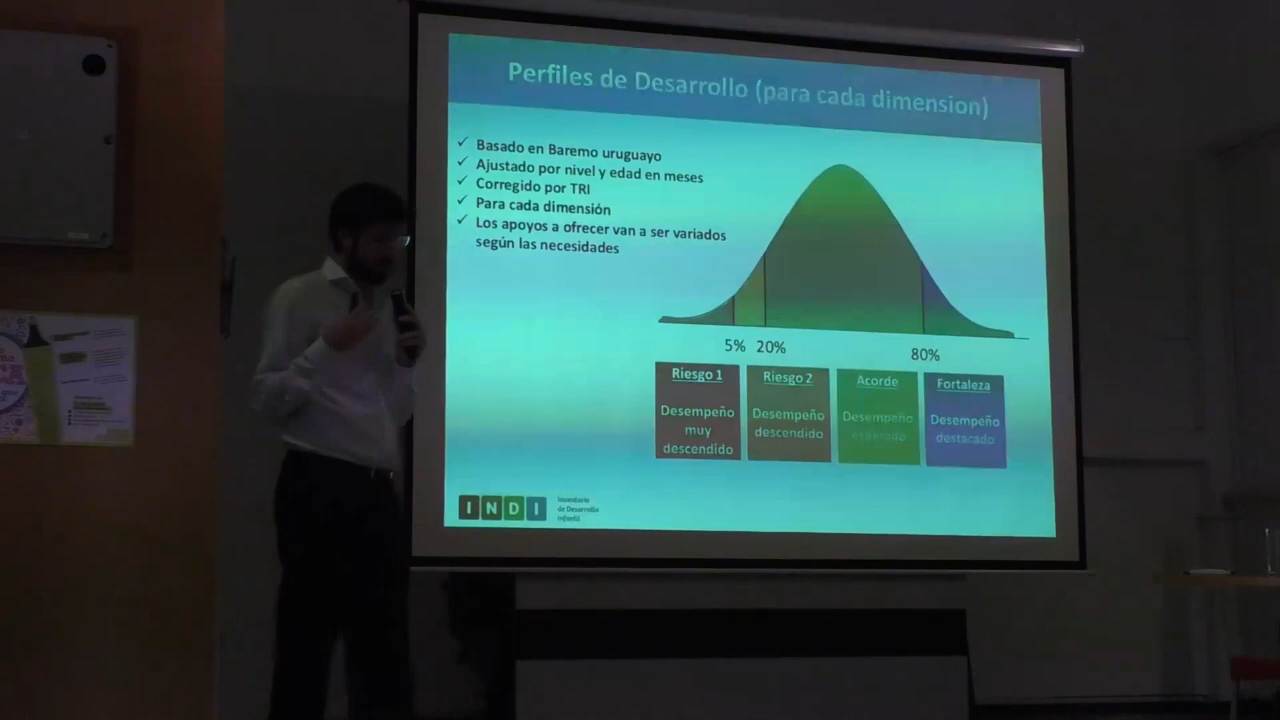 Perfiles de Desarrollo (para cada dimension)
✓ Basado en Baremo uruguayo
✓ Ajustado por nivel y edad en meses
✓ Corregido por TRI
✓ Para cada dimensión
✓ Los apoyos a ofrecer van a ser variados
según las necesidades
5% 20% 80%
Riesgo 1
Desempeño
muy
descendido
Riesgo 2
Desempeño
descendido
Acorde
Desempeño
esperado
Fortaleza
Desempeño
destacado
INDI
Inventario
de Desarrollo
Infantil